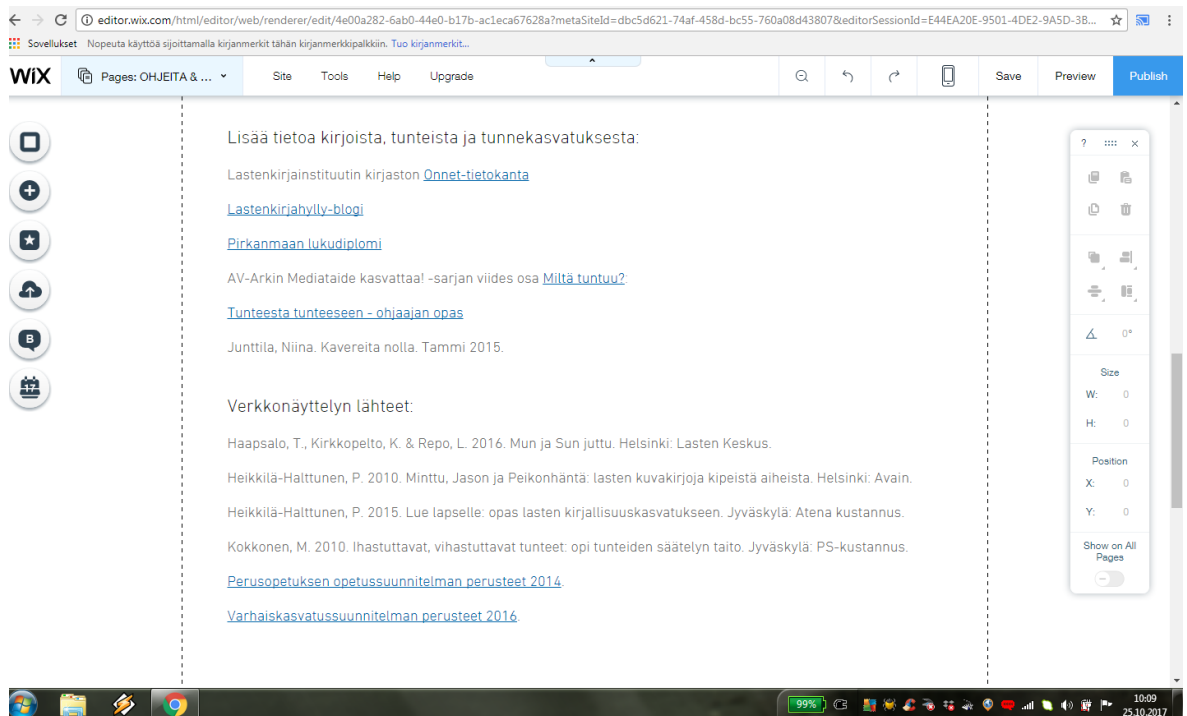 editor.wix.com/html/editor/web/renderer/edit/4e00a282-6ab0-44e0-b17b-ac1eca67628a?metaSiteId=dbc5d621-74af-458d-bc55-760a08d43807&editorSessionId=E44EA20E-9501-4DE2-9A5D-3B...
Sovellukset Nopeuta käyttöä sijoittamalla kirjanmerkit tähän kirjanmerkkipalkkiin. Tuo kirjanmerkit...
WiX Pages: OHJEITA & ... Site Tools Help Upgrade Save Preview Publish
Lisää tietoa kirjoista, tunteista ja tunnekasvatuksesta:
Lastenkirjainstituutin kirjaston Onnet-tietokanta
Lastenkirjahylly-blogi
Pirkanmaan lukudiplomi
AV-Arkin Mediataide kasvattaa! -sarjan viides osa Miltä tuntuu?.
Tunteesta tunteeseen - ohjaajan opas
Junttila, Niina. Kavereita nolla. Tammi 2015.
Verkkonäyttelyn lähteet:
Haapsalo, T., Kirkkopelto, K. & Repo, L. 2016. Mun ja Sun juttu. Helsinki: Lasten Keskus.
Heikkilä-Halttunen, P. 2010. Minttu, Jason ja Peikonhäntä: lasten kuvakirjoja kipeistä aiheista. Helsinki: Avain.
Heikkilä-Halttunen, P. 2015. Lue lapselle: opas lasten kirjallisuuskasvatukseen. Jyväskylä: Atena kustannus.
Kokkonen, M. 2010. Ihastuttavat, vihastuttavat tunteet: opi tunteiden säätelyn taito. Jyväskylä: PS-kustannus.
Perusopetuksen opetussuunnitelman perusteet 2014.
Varhaiskasvatussuunnitelman perusteet 2016.
B
17
?
0°
Size
W: 0
H: 0
Position
X: 0
Y: 0
Show on All
Pages
99%
10:09
25.10.2017